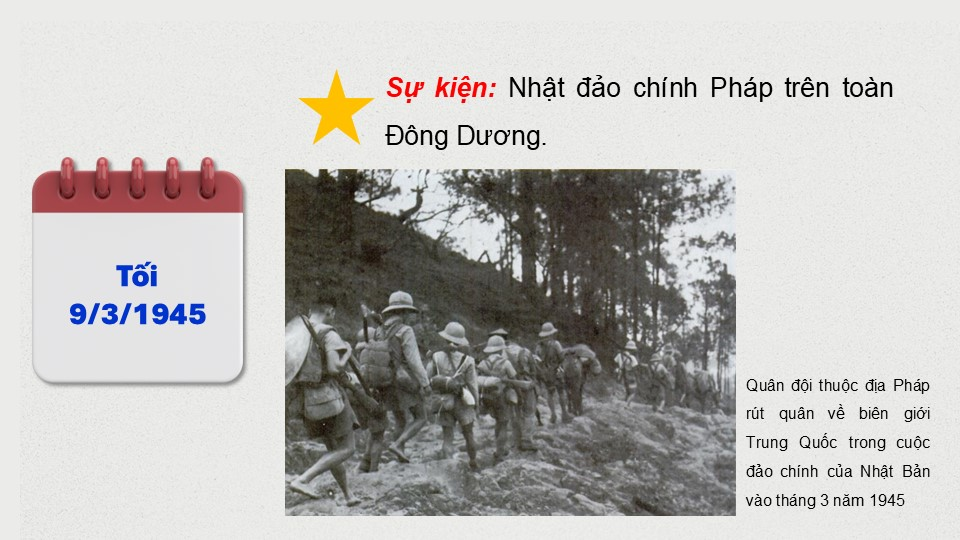 Sự kiện: Nhật đảo chính Pháp trên toàn
Đông Dương.
Tối
9/3/1945
Quân đội thuộc địa Pháp
rút quân về biên giới
Trung Quốc trong cuộc
đảo chính của Nhật Bản
vào tháng 3 năm 1945